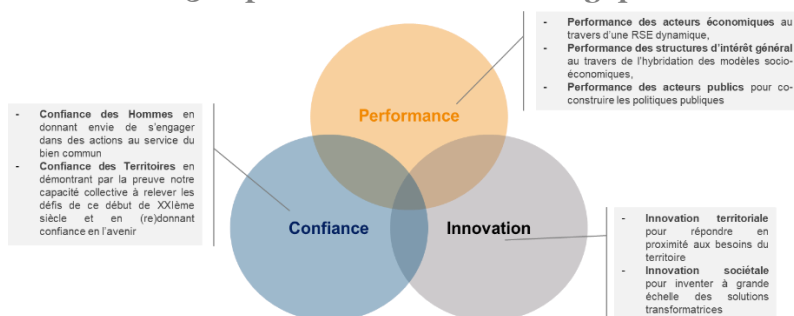 - Performance des acteurs économiques au
travers d'une RSE dynamique,
- Performance des structures d'intérêt général
au travers de l'hybridation des modèles socio-
économiques,
- Performance des acteurs publics pour co-
construire les politiques publiques
Performance
- Confiance des Hommes en
donnant envie de s'engager
dans des actions au service du
bien commun
- Confiance des Territoires en
démontrant par la preuve notre
capacité collective à relever les
défis de ce début de XXIème
siècle et en (re)donnant
confiance en l'avenir
Confiance
Innovation
- Innovation territoriale
pour répondre en
proximité aux besoins du
territoire
- Innovation sociétale
pour inventer à grande
échelle des solutions
transformatrices